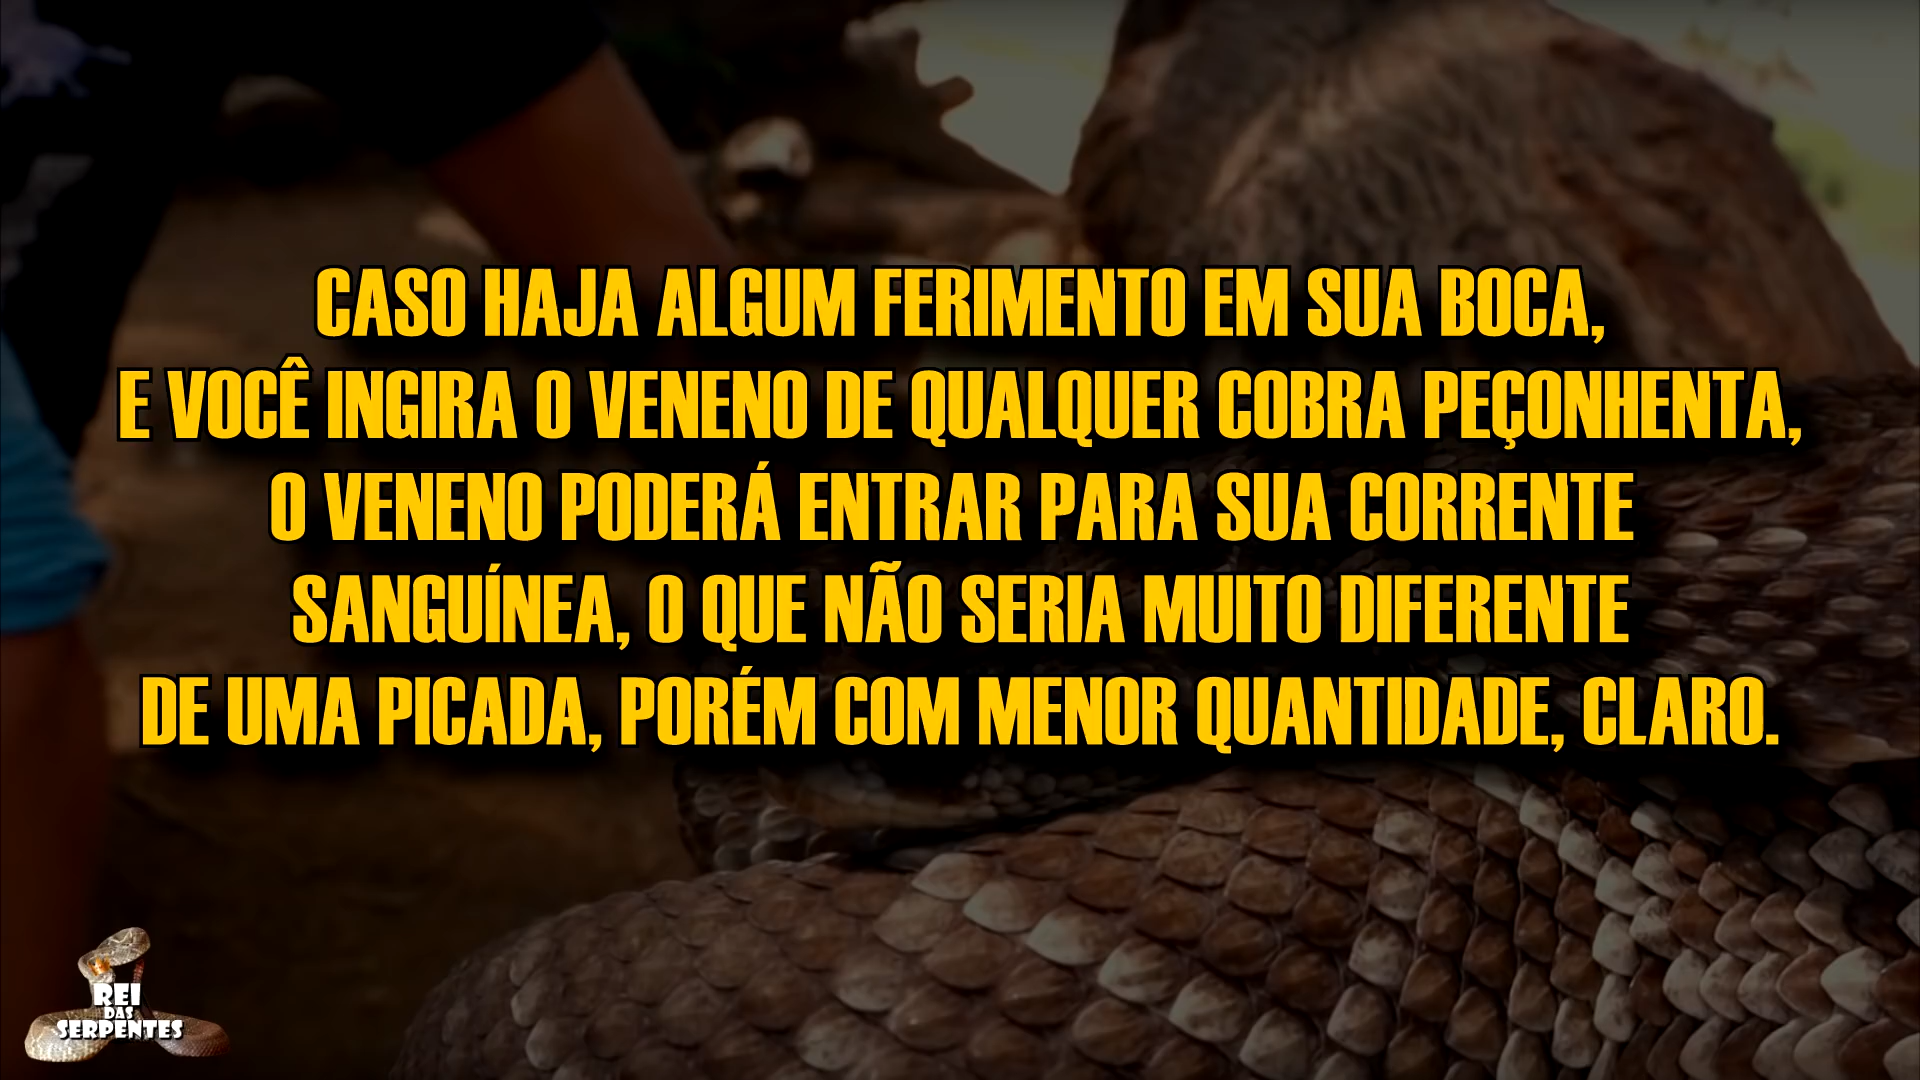 CASO HAJA ALGUM FERIMENTO EM SUA BOCA,
E VOCÊ INGIRA O VENENO DE QUALQUER COBRA PEÇONHENTA,
O VENENO PODERÁ ENTRAR PARA SUA CORRENTE
SANGUÍNEA, O QUE NÃO SERIA MUITO DIFERENTE
DE UMA PICADA, PORÉM COM MENOR QUANTIDADE, CLARO.
REI
DAS
SERPENTES